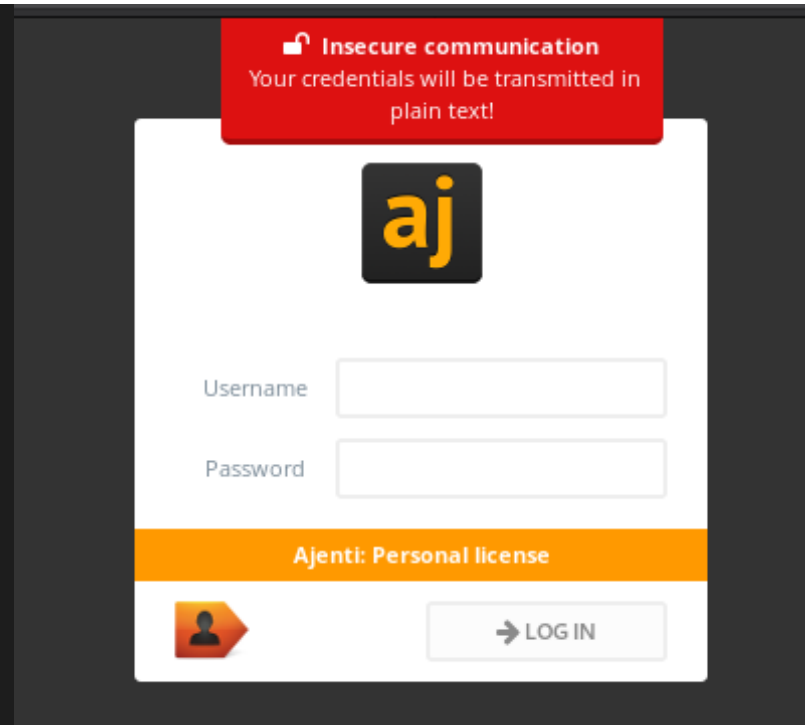 Insecure communication
Your credentials will be transmitted in
plain text!
aj
Username
Password
Ajenti: Personal license
LOG IN